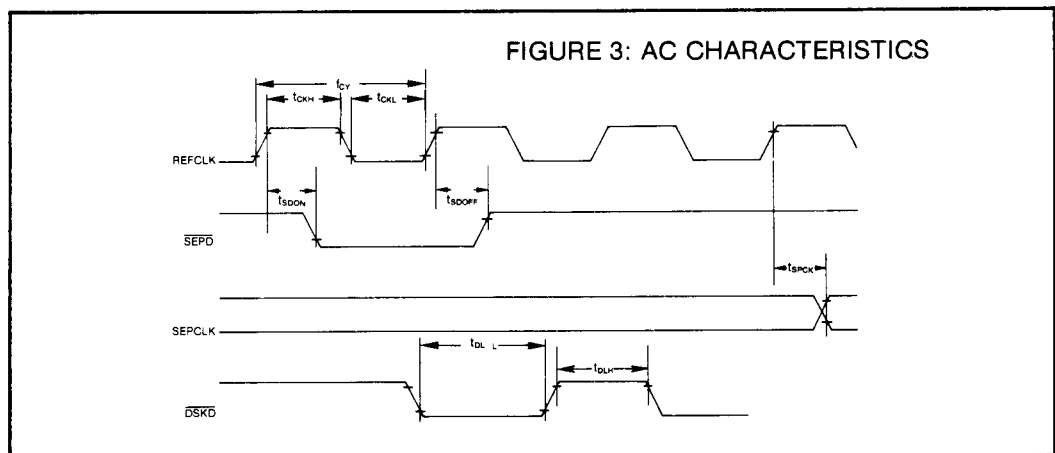 FIGURE 3: AC CHARACTERISTICS
tCY
tCKH
tCKL
REFCLK
tSDON
tSDOFF
SEPD
tSPCK
SEPCLK
tDL L
tDLH
DSKD